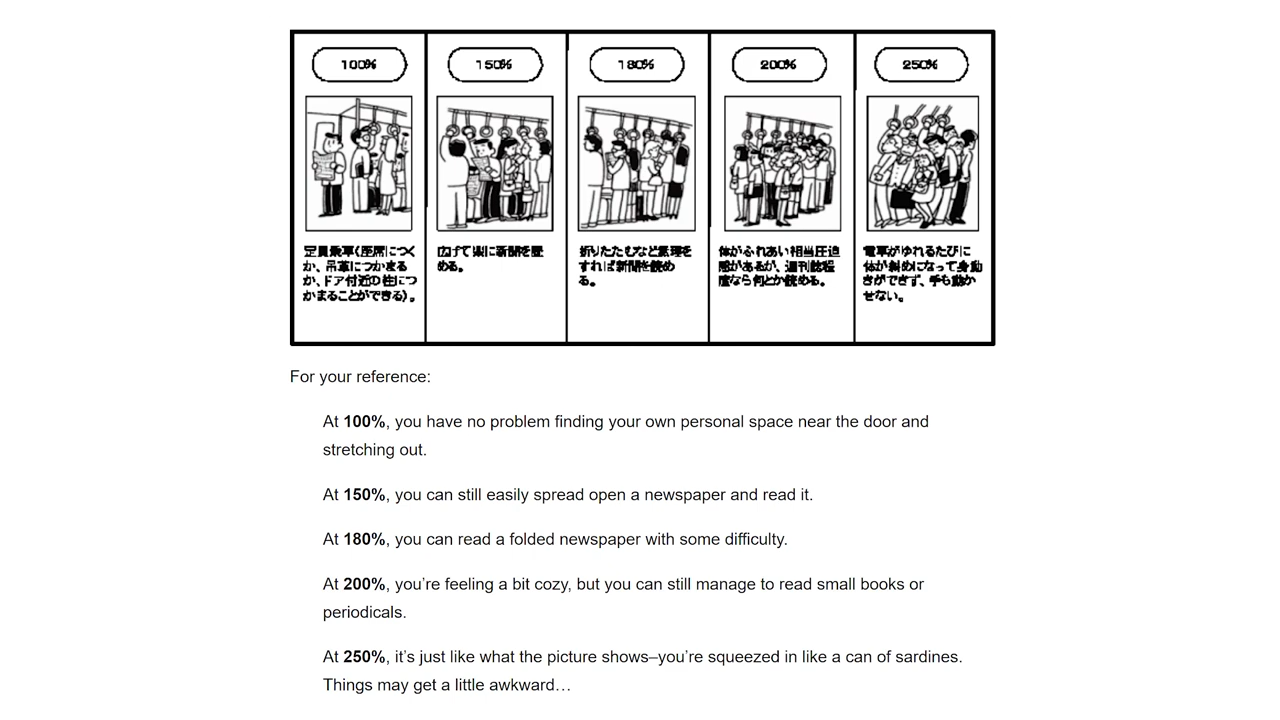 100%
定員乗車(座席につく
か、吊革につかまる
か、ドア付近の柱につ
かまることができる)。
150%
広げて楽に新聞を読
める。
180%
折りたたむなど無理を
すれば新聞を読め
る。
200%
体がふれあい相当圧迫
感があるが、週刊誌程
度なら何とか読める。
250%
電車がゆれるたびに
体が斜めになって身動
きができず、手も動か
せない。
For your reference:
At 100%, you have no problem finding your own personal space near the door and
stretching out.
At 150%, you can still easily spread open a newspaper and read it.
At 180%, you can read a folded newspaper with some difficulty.
At 200%, you’re feeling a bit cozy, but you can still manage to read small books or
periodicals.
At 250%, it’s just like what the picture shows–you’re squeezed in like a can of sardines.
Things may get a little awkward…